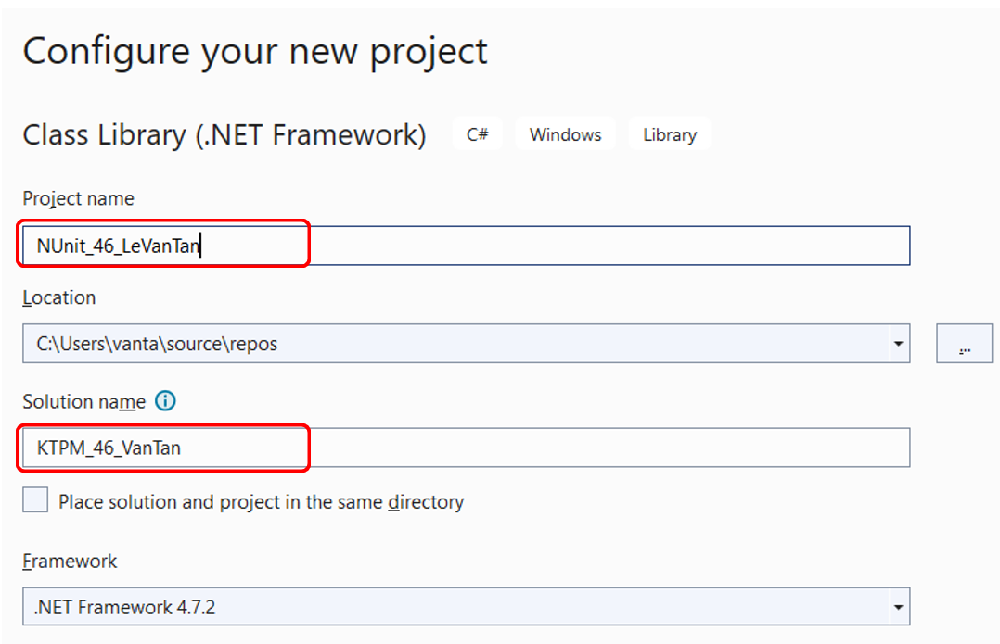 Configure your new project
Class Library (.NET Framework) C# Windows Library
Project name
NUnit_46_LeVanTan
Location
C:\Users\vanta\source\repos
...
Solution name
KTPM_46_VanTan
Place solution and project in the same directory
Framework
.NET Framework 4.7.2